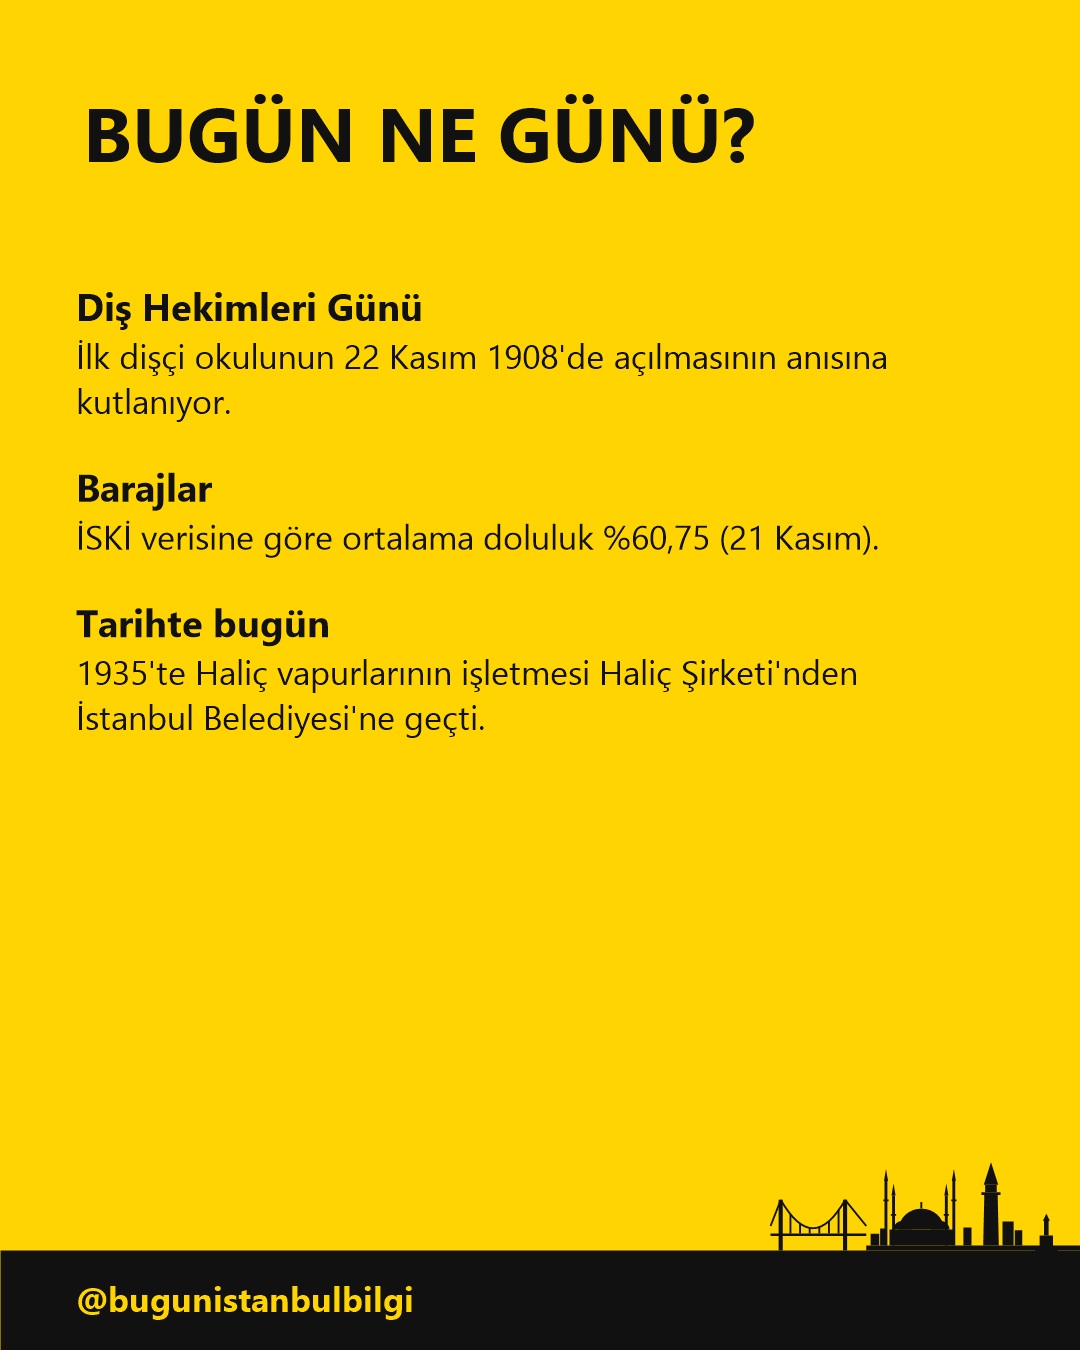 BUGÜN NE GÜNÜ?
Diş Hekimleri Günü
İlk dişçi okulunun 22 Kasım 1908'de açılmasının anısına
kutlanıyor.
Barajlar
İSKİ verisine göre ortalama doluluk %60,75 (21 Kasım).
Tarihte bugün
1935'te Haliç vapurlarının işletmesi Haliç Şirketi'nden
İstanbul Belediyesi'ne geçti.
@bugunistanbulbilgi